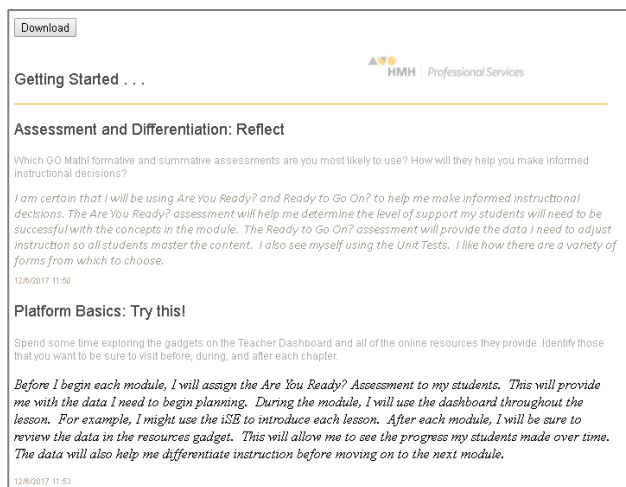 Download
HMH Professional Services
Getting Started . . .
Assessment and Differentiation: Reflect
Which GO Math! formative and summative assessments are you most likely to use? How will they help you make informed
instructional decisions?
I am certain that I will be using Are You Ready? and Ready to Go On? to help me make informed instructional
decisions. The Are You Ready? assessment will help me determine the level of support my students will need to be
successful with the concepts in the module.  The Ready to Go On? assessment will provide the data I need to adjust
instruction so all students master the content.  I also see myself using the Unit Tests.  I like how there are a variety of
forms from which to choose.
12/6/2017 11:50
Platform Basics: Try this!
Spend some time exploring the gadgets on the Teacher Dashboard and all of the online resources they provide. Identify those
that you want to be sure to visit before, during, and after each chapter.
Before I begin each module, I will assign the Are You Ready? Assessment to my students.  This will provide
me with the data I need to begin planning.  During the module, I will use the dashboard throughout the
lesson.  For example, I might use the iSE to introduce each lesson.  After each module, I will be sure to
review the data in the resources gadget.  This will allow me to see the progress my students made over time.
The data will also help me differentiate instruction before moving on to the next module.
12/6/2017 11:53